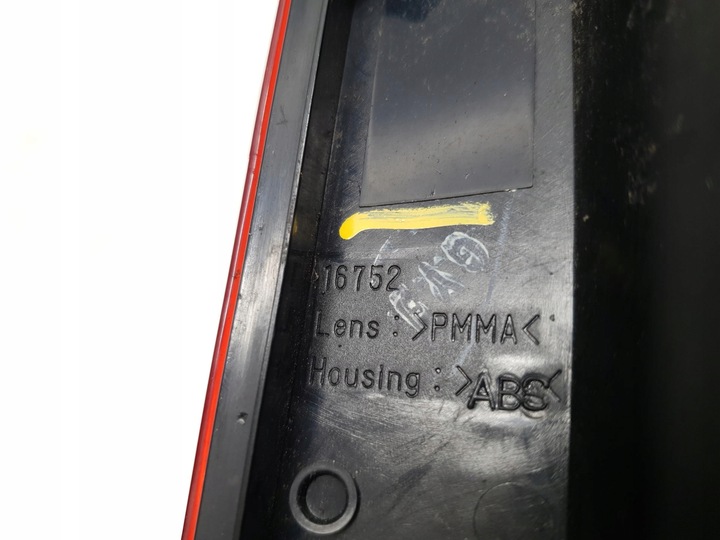 16752
Lens : >PMMA<
Housing : >ABS<